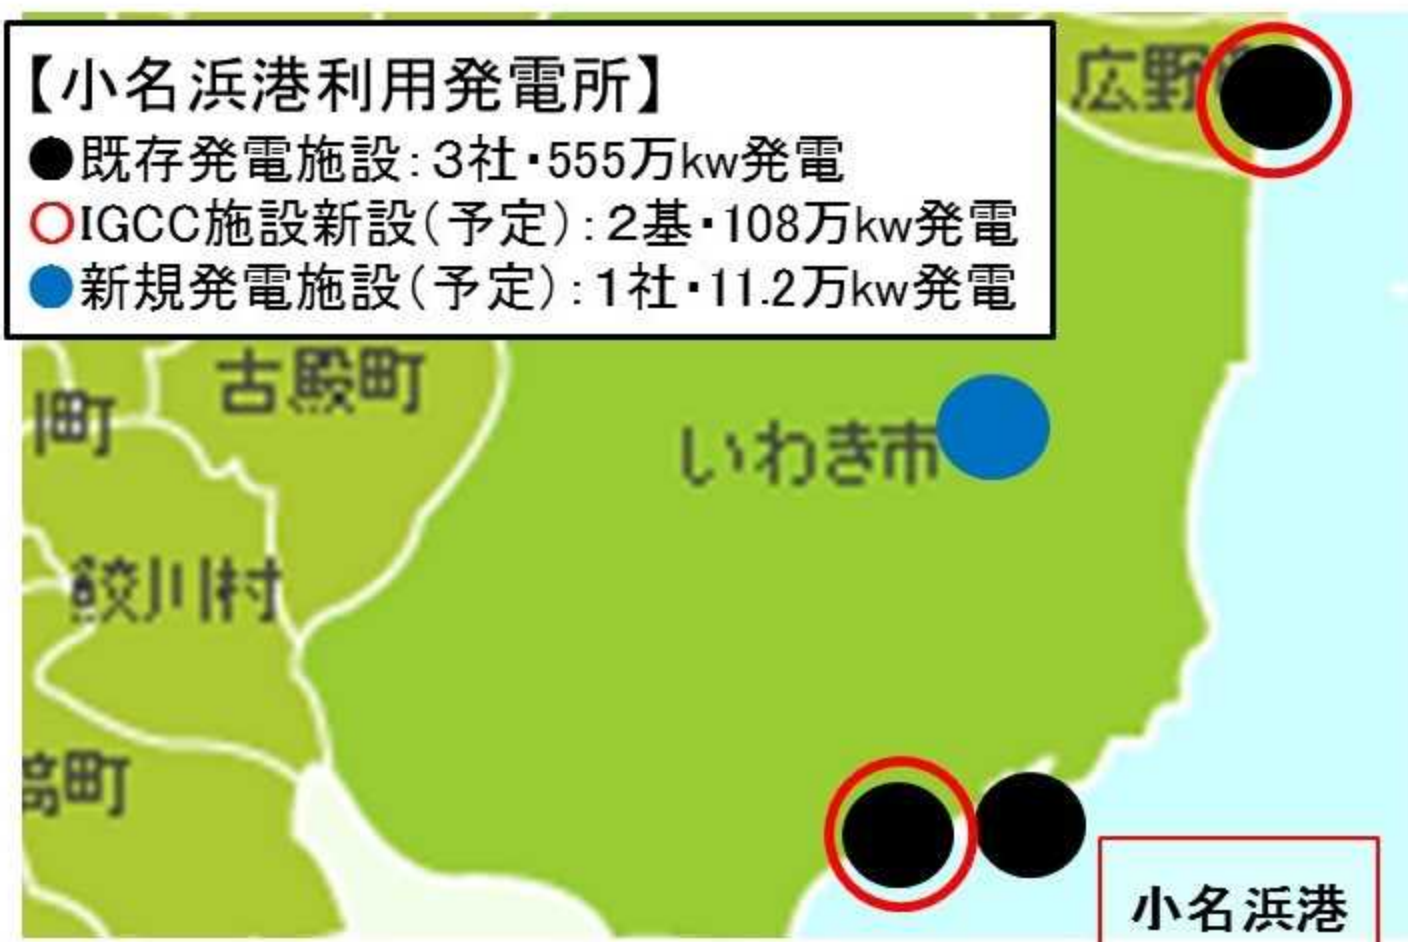 【小名浜港利用発電所】
●既存発電施設:3社・555万kw発電
○IGCC施設新設(予定):2基・108万kw発電
●新規発電施設(予定):1社・11.2万kw発電
広野
古殿町
町
いわき市
鮫川村
町
小名浜港